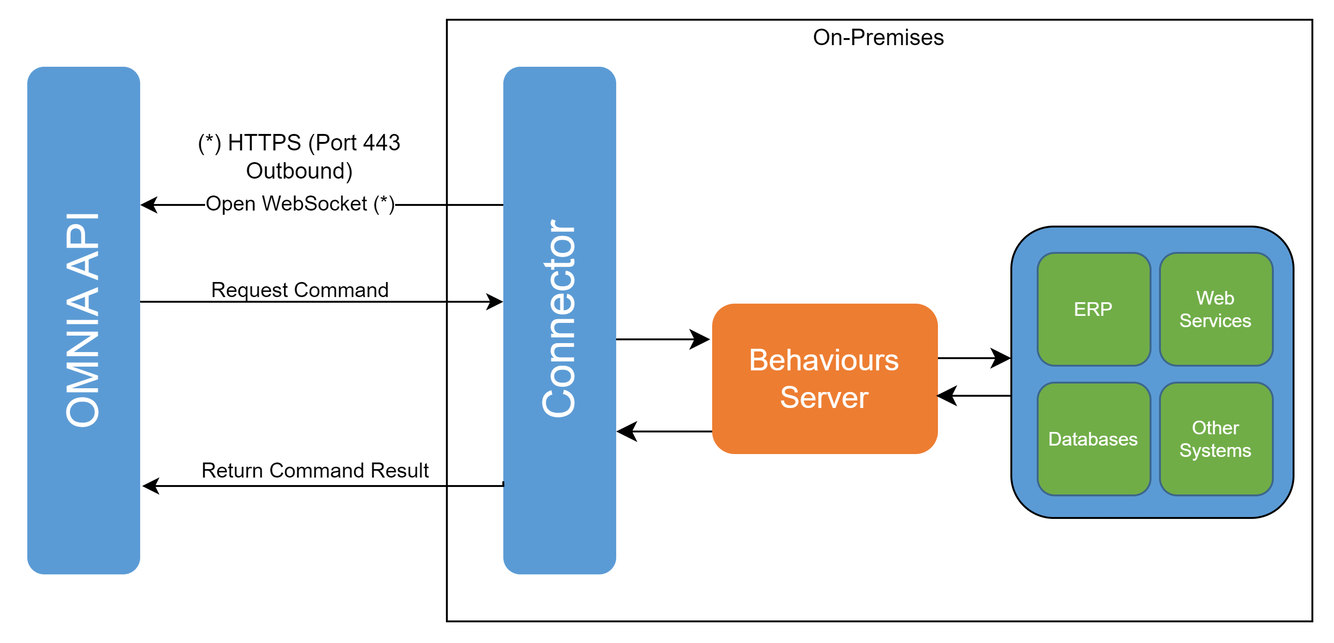 On-Premises
OMNIA API
(*) HTTPS (Port 443
Outbound)
Open WebSocket (*)
Request Command
Return Command Result
Connector
Behaviours
Server
ERP
Web
Services
Databases
Other
Systems